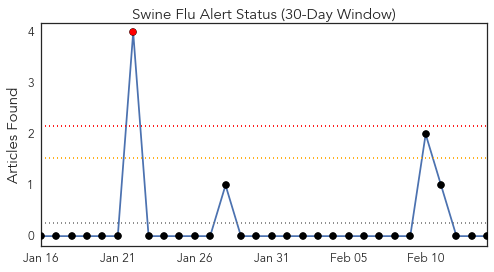 Swine Flu Alert Status (30-Day Window)
Articles Found
4
3
2
1
0
Jan 16 Jan 21 Jan 26 Jan 31 Feb 05 Feb 10